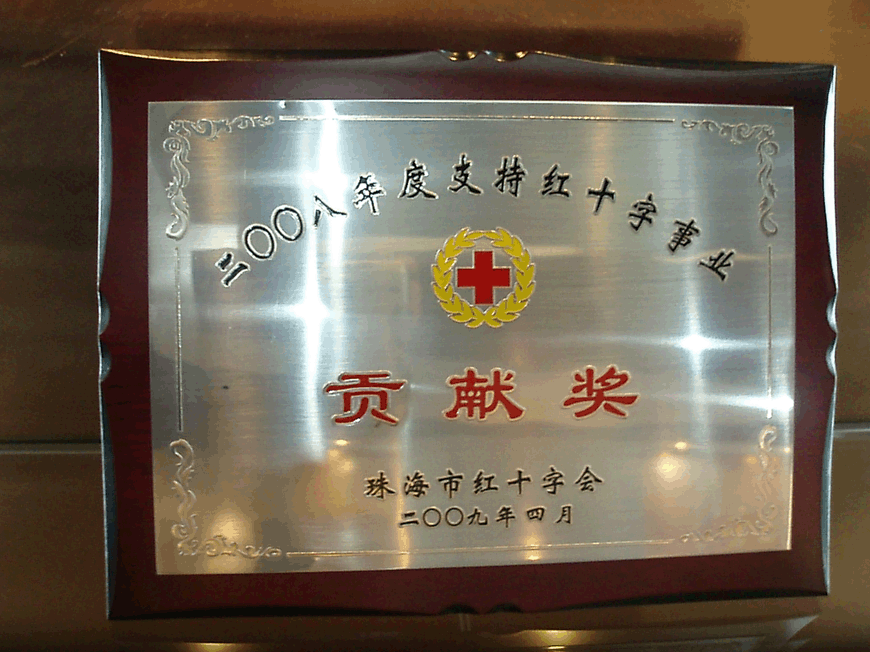 二〇〇八年度支持红十字事业
贡献奖
珠海市红十字会
二〇〇九年四月